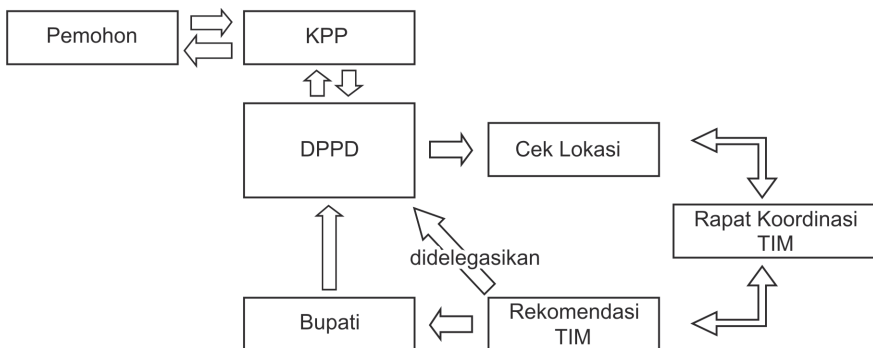 Pemohon
KPP
DPPD
Cek Lokasi
Rapat Koordinasi
TIM
didelegasikan
Bupati
Rekomendasi
TIM